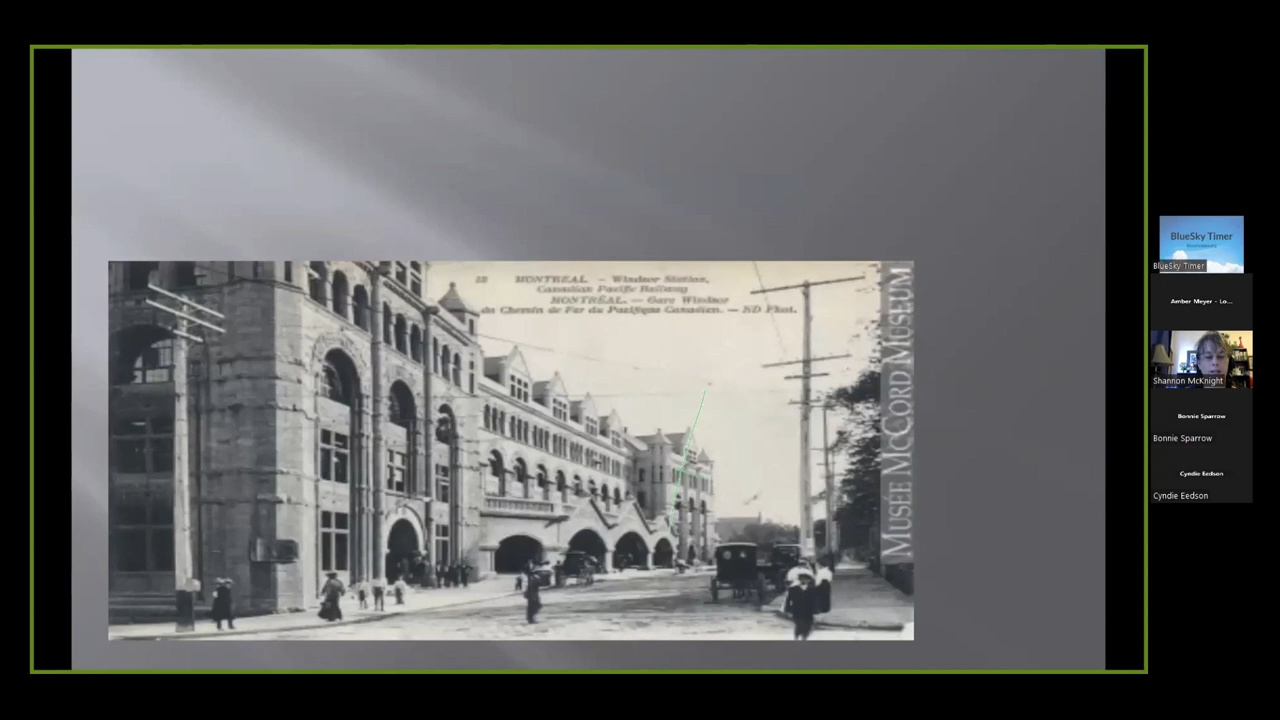 10 MONTREAL. – Windsor Station,
Canadian Pacific Railway
MONTRÉAL. — Gare Windsor
du Chemin de Fer du Pacifique Canadien. — ND Phot.
MUSÉE McCORD MUSEUM
BlueSky Timer
BlueSky Timer
Amber Meyer - Lo...
Shannon McKnight
Bonnie Sparrow
Bonnie Sparrow
Cyndie Eedson
Cyndie Eedson